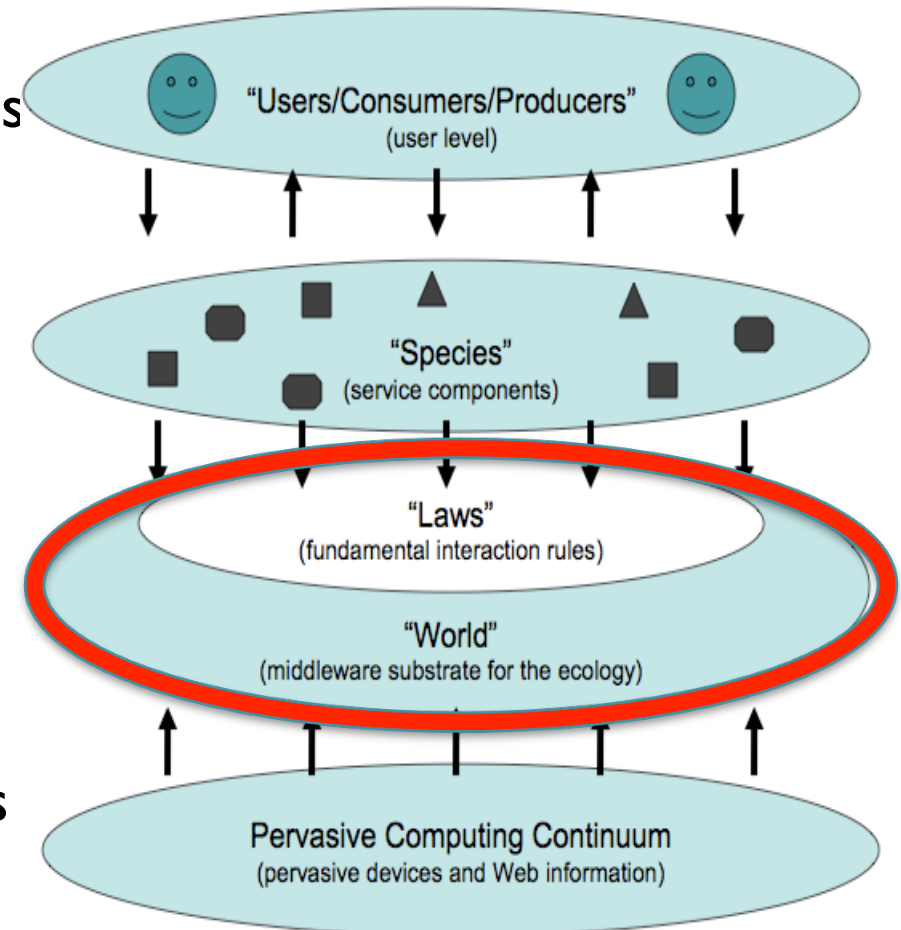 s
“Users/Consumers/Producers”
(user level)
“Species”
(service components)
“Laws”
(fundamental interaction rules)
“World”
(middleware substrate for the ecology)
s
Pervasive Computing Continuum
(pervasive devices and Web information)